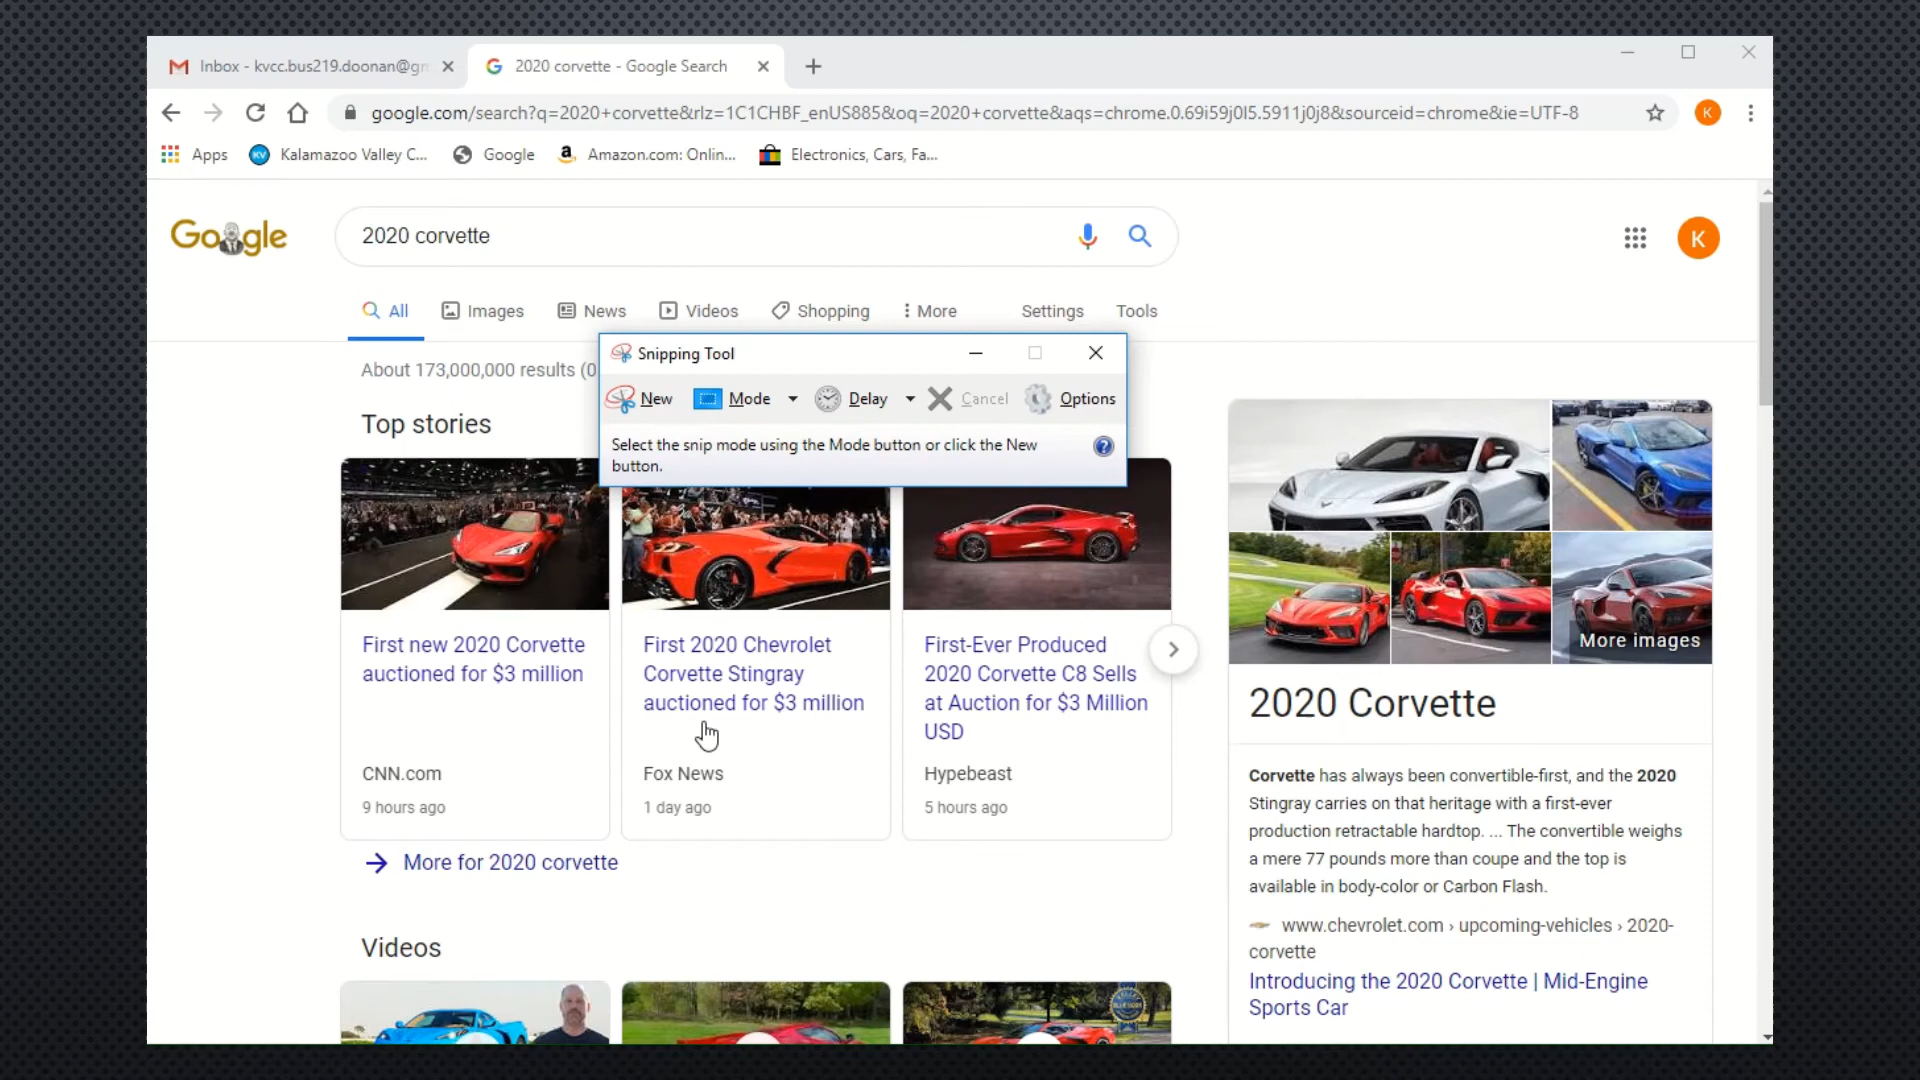 Inbox - kvcc.bus219.doonan@gm
2020 corvette - Google Search
google.com/search?q=2020+corvette&rlz=1C1CHBF_enUS885&oq=2020+corvette&aqs=chrome.0.69i59j0l5.5911j0j8&sourceid=chrome&ie=UTF-8
K
Apps
KV
Kalamazoo Valley C...
Google
Amazon.com: Onlin...
Electronics, Cars, Fa...
Google
2020 corvette
K
All
Images
News
Videos
Shopping
More
Settings
Tools
About 173,000,000 results (0
Snipping Tool
New
Mode
Delay
Cancel
Options
Select the snip mode using the Mode button or click the New
button.
Top stories
First new 2020 Corvette
auctioned for $3 million
CNN.com
9 hours ago
First 2020 Chevrolet
Corvette Stingray
auctioned for $3 million
Fox News
1 day ago
First-Ever Produced
2020 Corvette C8 Sells
at Auction for $3 Million
USD
Hypebeast
5 hours ago
More for 2020 corvette
Videos
More images
2020 Corvette
Corvette has always been convertible-first, and the 2020
Stingray carries on that heritage with a first-ever
production retractable hardtop. ... The convertible weighs
a mere 77 pounds more than coupe and the top is
available in body-color or Carbon Flash.
www.chevrolet.com › upcoming-vehicles › 2020-
corvette
Introducing the 2020 Corvette | Mid-Engine
Sports Car